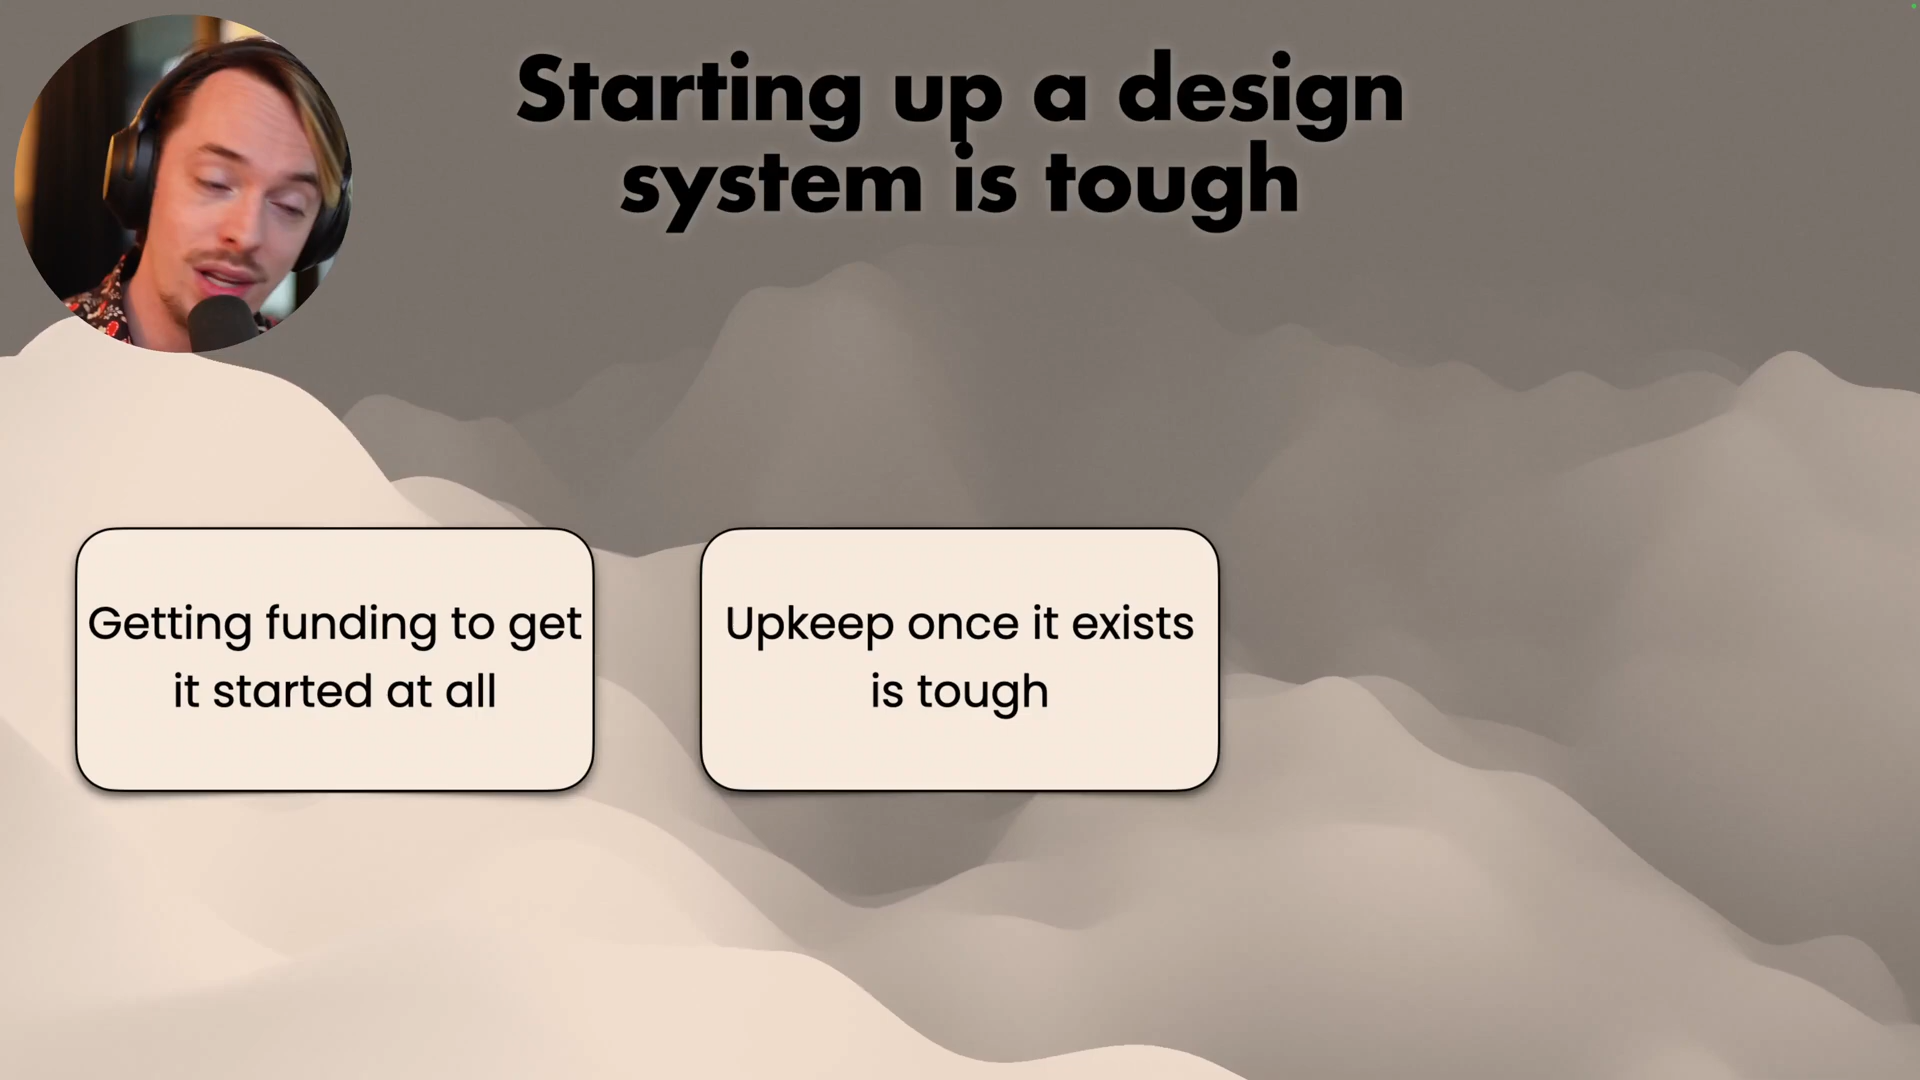 Starting up a design
system is tough
Getting funding to get
it started at all
Upkeep once it exists
is tough